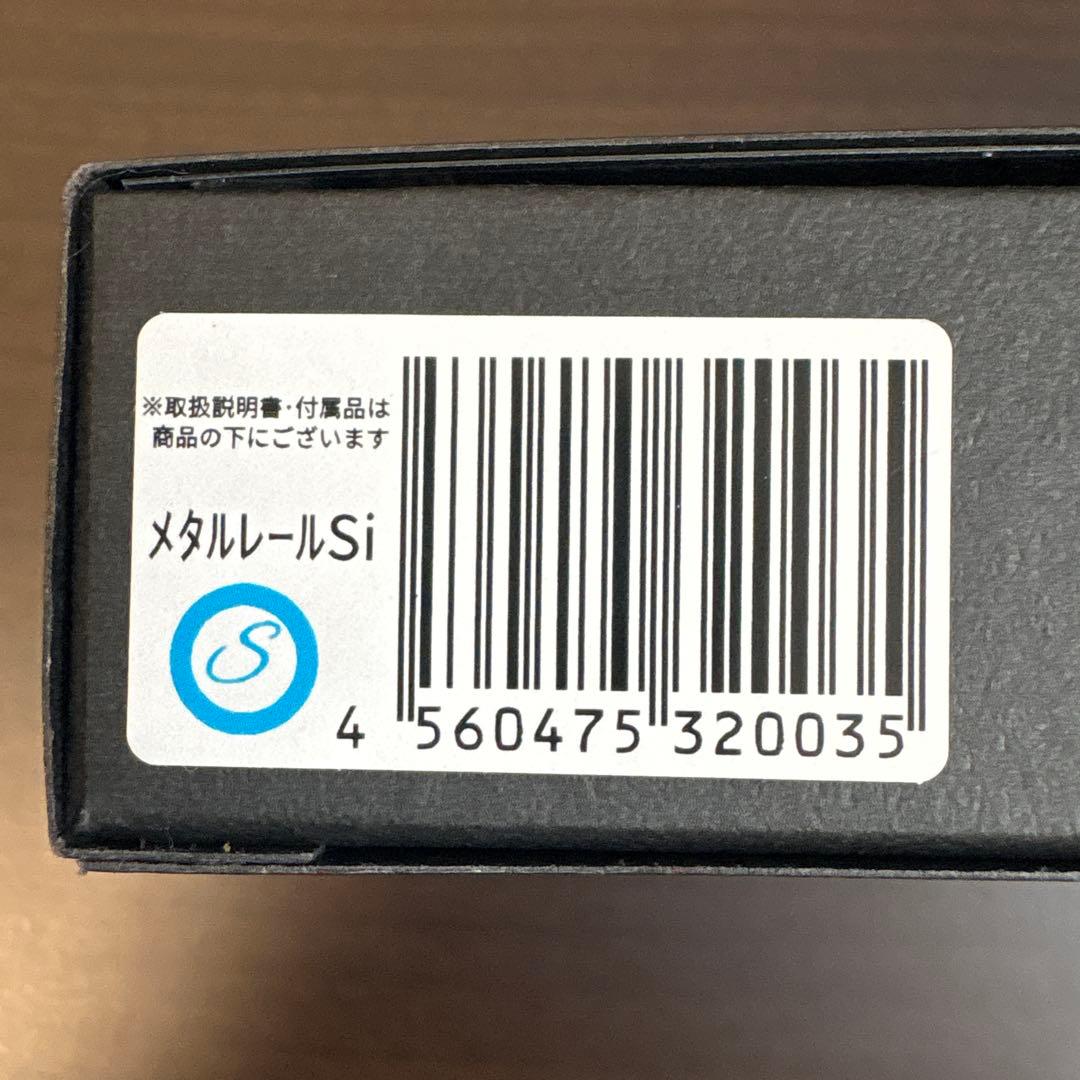 ※取扱説明書・付属品は
商品の下にございます
メタルレールSi
S
4 560475 320035